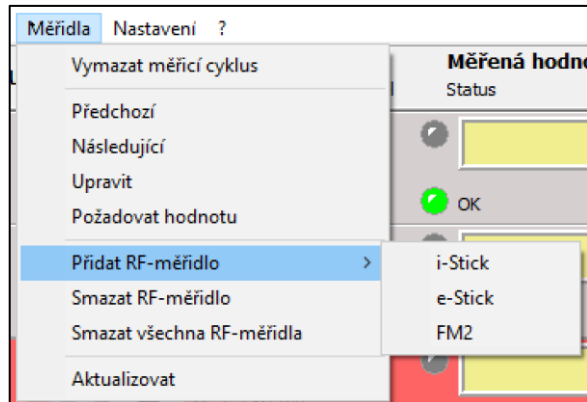 Měřidla Nastavení ?
Vymazat měřicí cyklus
Měřená
Status
Předchozí
Následující
Upravit
Požadovat hodnotu
OK
Přidat RF-měřidlo >
i-Stick
Smazat RF-měřidlo
e-Stick
Smazat všechna RF-měřidla
FM2
Aktualizovat